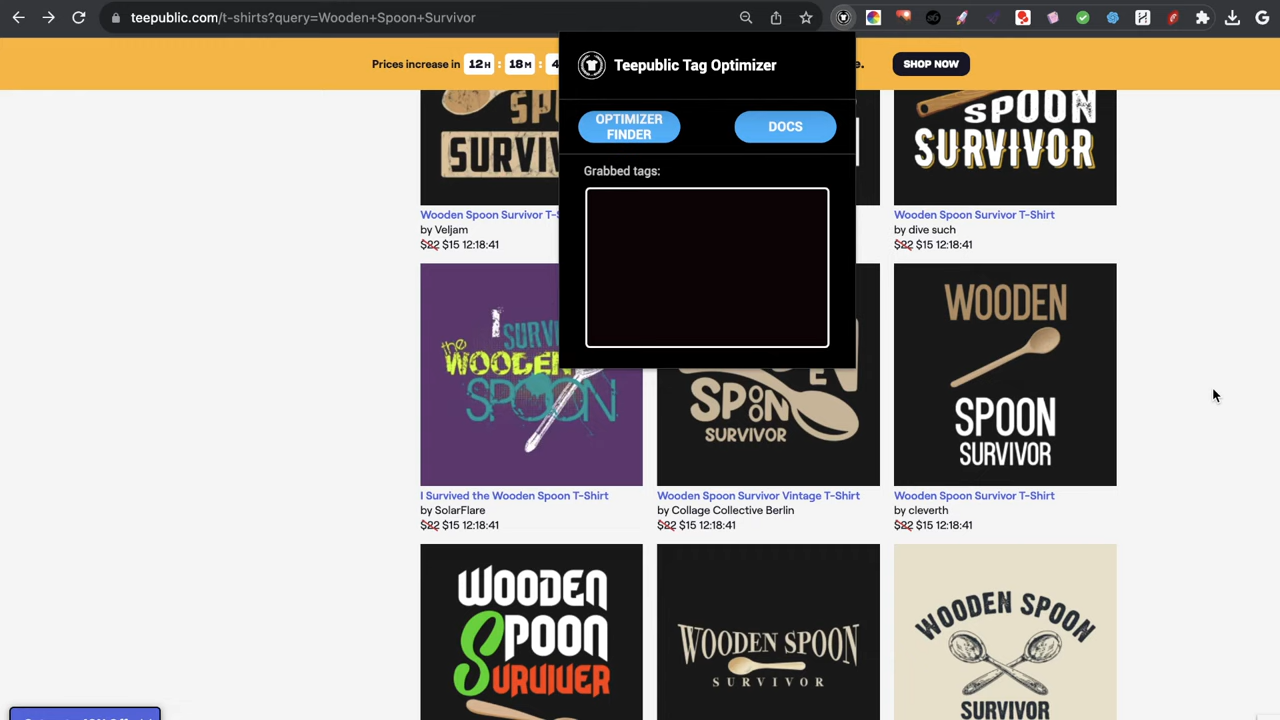 teepublic.com/t-shirts?query=Wooden+Spoon+Survivor
Prices increase in 12H : 18M : 4
e.
SHOP NOW
Teepublic Tag Optimizer
OPTIMIZER
FINDER
DOCS
Grabbed tags:
SURVIV
SPOON
SURVIVOR
Wooden Spoon Survivor T-S
by Veljam
$22 $15 12:18:41
Wooden Spoon Survivor T-Shirt
by dive such
$22 $15 12:18:41
I SURVI
the
WOODEN
SPOON
SPOON
SURVIVOR
WOODEN
SPOON
SURVIVOR
I Survived the Wooden Spoon T-Shirt
by SolarFlare
$22 $15 12:18:41
Wooden Spoon Survivor Vintage T-Shirt
by Collage Collective Berlin
$22 $15 12:18:41
Wooden Spoon Survivor T-Shirt
by cleverth
$22 $15 12:18:41
WOODEN
SPOON
SURVIVER
WOODEN SPOON
SURVIVOR
WOODEN SPOON
SURVIVOR